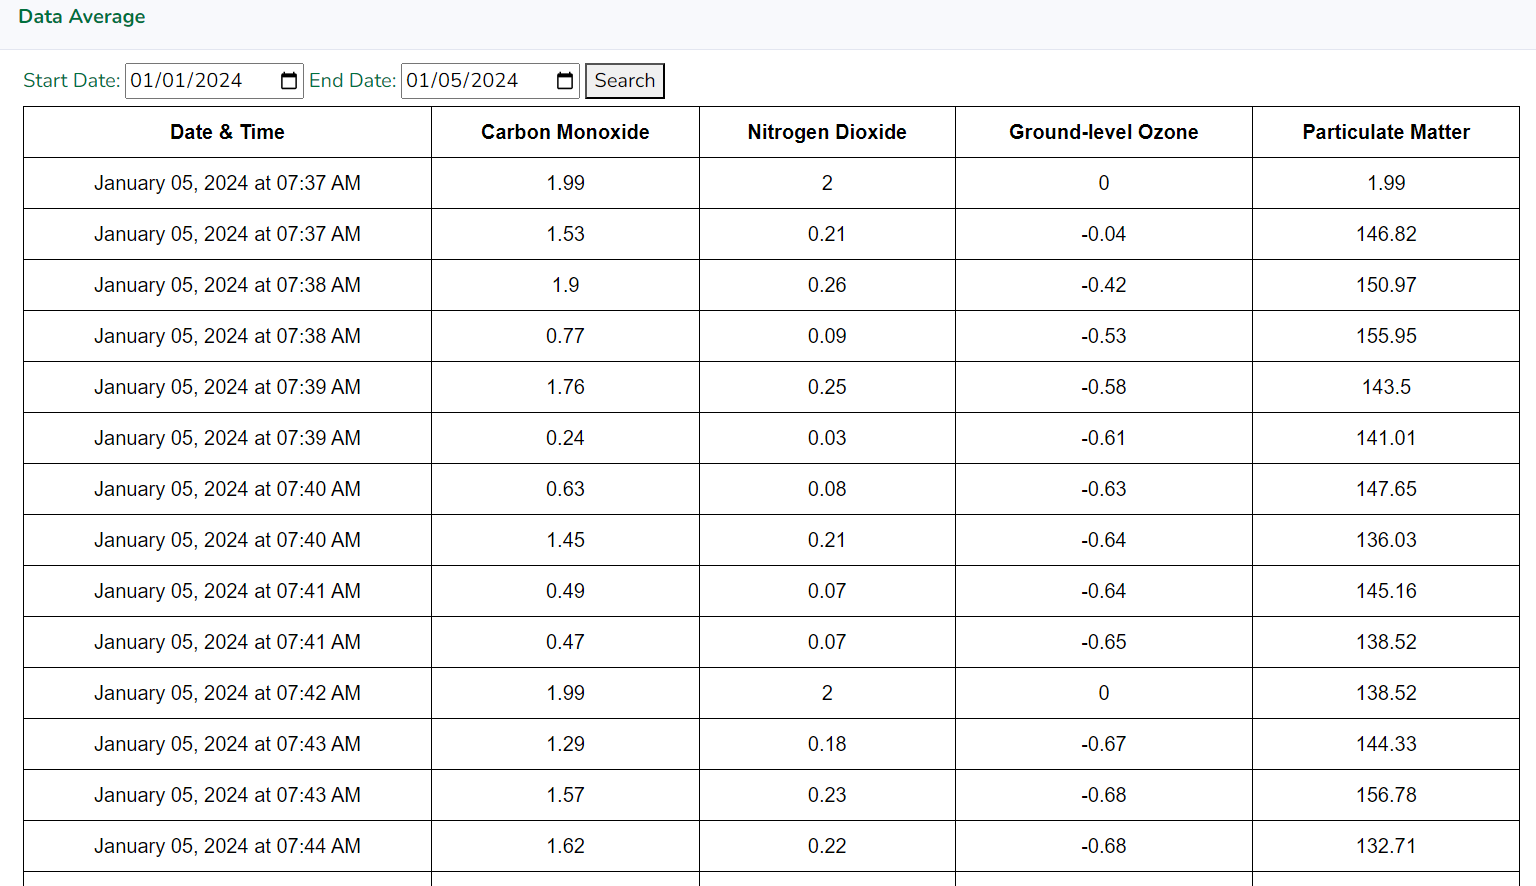 Data Average
Start Date: 01/01/2024 End Date: 01/05/2024 Search
Date & Time Carbon Monoxide Nitrogen Dioxide Ground-level Ozone Particulate Matter
January 05, 2024 at 07:37 AM 1.99 2 0 1.99
January 05, 2024 at 07:37 AM 1.53 0.21 -0.04 146.82
January 05, 2024 at 07:38 AM 1.9 0.26 -0.42 150.97
January 05, 2024 at 07:38 AM 0.77 0.09 -0.53 155.95
January 05, 2024 at 07:39 AM 1.76 0.25 -0.58 143.5
January 05, 2024 at 07:39 AM 0.24 0.03 -0.61 141.01
January 05, 2024 at 07:40 AM 0.63 0.08 -0.63 147.65
January 05, 2024 at 07:40 AM 1.45 0.21 -0.64 136.03
January 05, 2024 at 07:41 AM 0.49 0.07 -0.64 145.16
January 05, 2024 at 07:41 AM 0.47 0.07 -0.65 138.52
January 05, 2024 at 07:42 AM 1.99 2 0 138.52
January 05, 2024 at 07:43 AM 1.29 0.18 -0.67 144.33
January 05, 2024 at 07:43 AM 1.57 0.23 -0.68 156.78
January 05, 2024 at 07:44 AM 1.62 0.22 -0.68 132.71